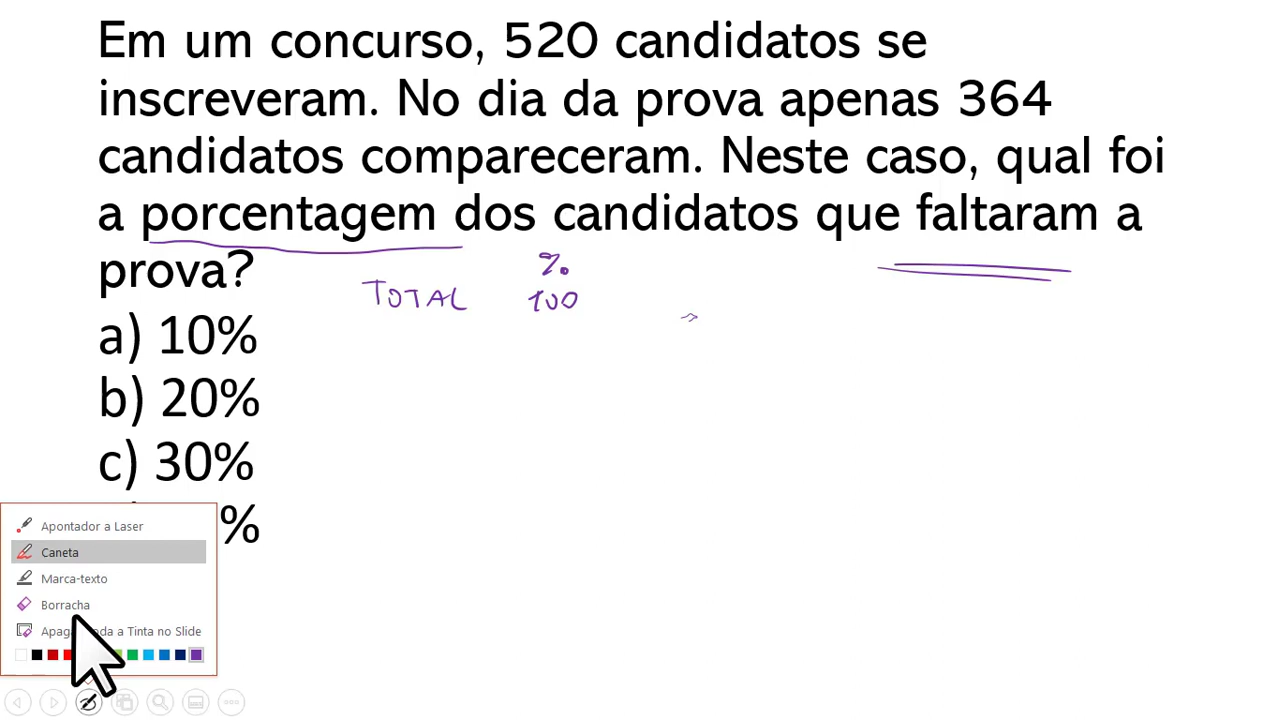 Em um concurso, 520 candidatos se
inscreveram. No dia da prova apenas 364
candidatos compareceram. Neste caso, qual foi
a porcentagem dos candidatos que faltaram a
prova?
%
TOTAL 100
a) 10%
b) 20%
c) 30%
%
Apontador a Laser
Caneta
Marca-texto
Borracha
a Tinta no Slide